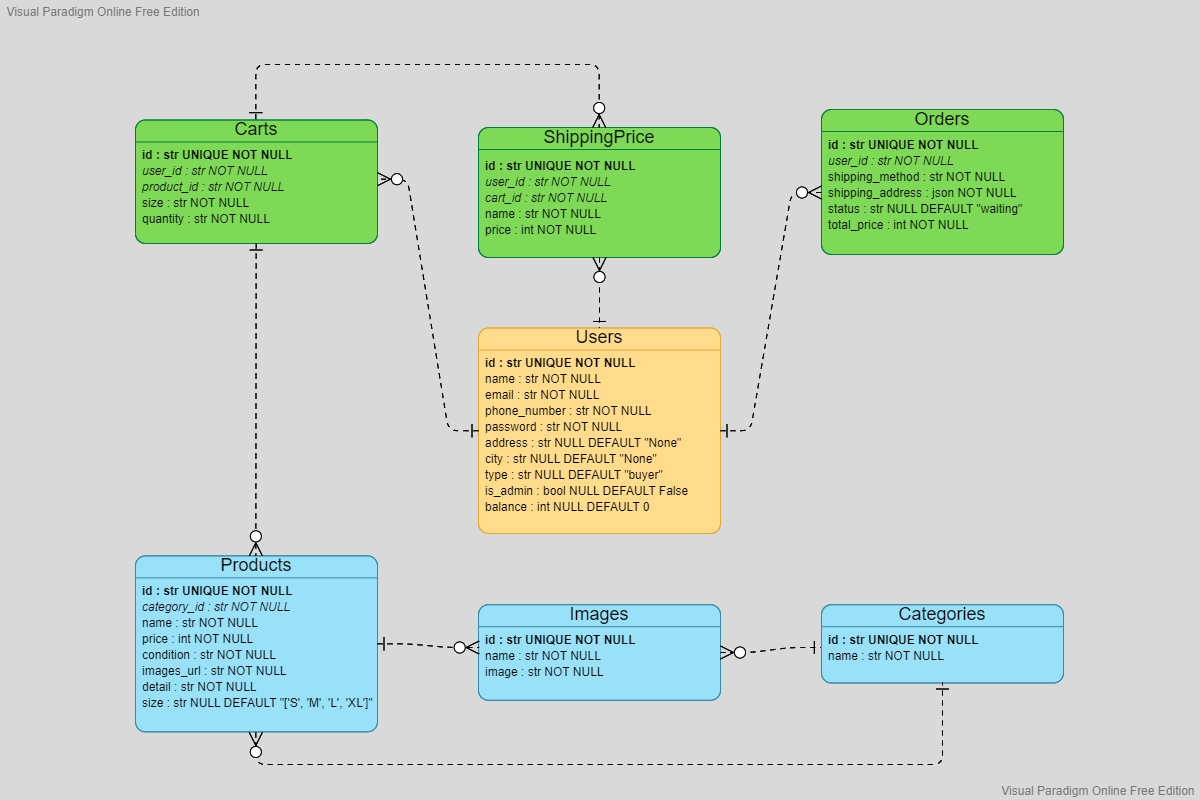 Visual Paradigm Online Free Edition
Carts
id : str UNIQUE NOT NULL
user_id : str NOT NULL
product_id : str NOT NULL
size : str NOT NULL
quantity : str NOT NULL
ShippingPrice
id : str UNIQUE NOT NULL
user_id : str NOT NULL
cart_id : str NOT NULL
name : str NOT NULL
price : int NOT NULL
Orders
id : str UNIQUE NOT NULL
user_id : str NOT NULL
shipping_method : str NOT NULL
shipping_address : json NOT NULL
status : str NULL DEFAULT "waiting"
total_price : int NOT NULL
Users
id : str UNIQUE NOT NULL
name : str NOT NULL
email : str NOT NULL
phone_number : str NOT NULL
password : str NOT NULL
address : str NULL DEFAULT "None"
city : str NULL DEFAULT "None"
type : str NULL DEFAULT "buyer"
is_admin : bool NULL DEFAULT False
balance : int NULL DEFAULT 0
Products
id : str UNIQUE NOT NULL
category_id : str NOT NULL
name : str NOT NULL
price : int NOT NULL
condition : str NOT NULL
images_url : str NOT NULL
detail : str NOT NULL
size : str NULL DEFAULT "['S', 'M', 'L', 'XL']"
Images
id : str UNIQUE NOT NULL
name : str NOT NULL
image : str NOT NULL
Categories
id : str UNIQUE NOT NULL
name : str NOT NULL
Visual Paradigm Online Free Edition